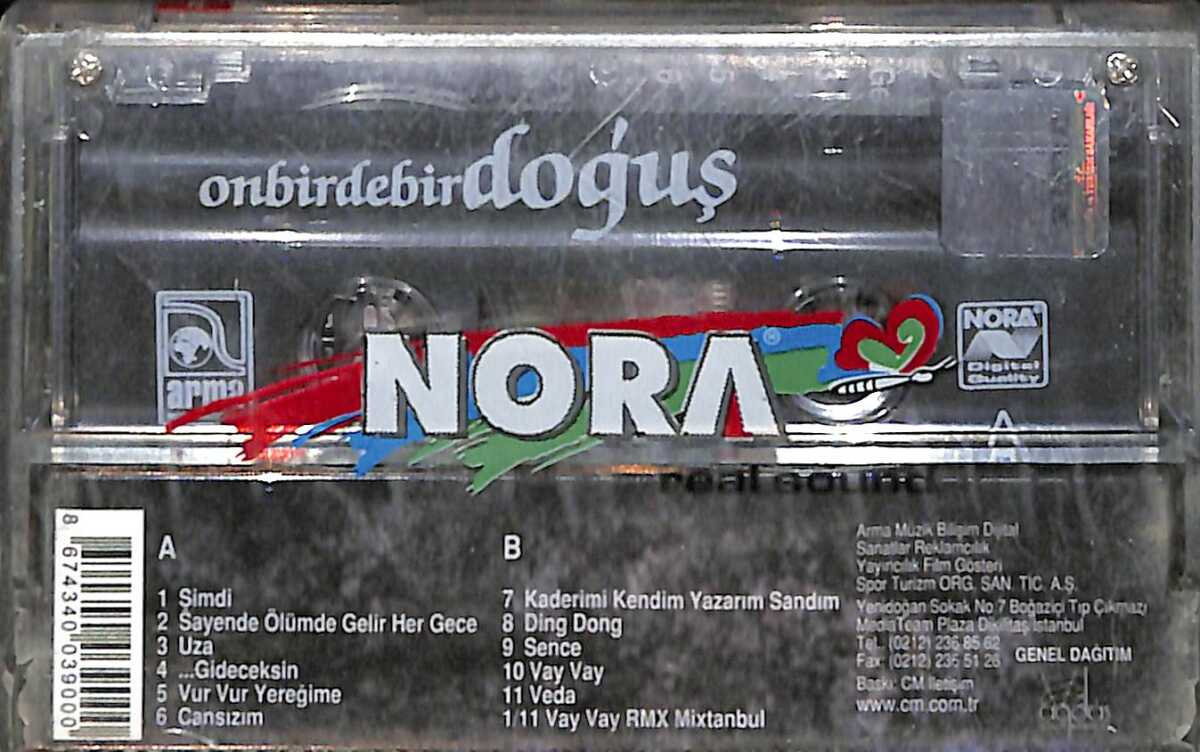 onbirdebirdoğuş
arma
NORA®
NORA®
Digital
Quality
A
real sound
8 674340 039000
A
1 Şimdi
2 Sayende Ölümde Gelir Her Gece
3 Uza
4 ...Gideceksin
5 Vur Vur Yereğime
6 Cansızım
B
7 Kaderimi Kendim Yazarım Sandım
8 Ding Dong
9 Sence
10 Vay Vay
11 Veda
1/11 Vay Vay RMX Mixtanbul
Arma Müzik Bilişim Dijital
Sanatlar Reklamcılık
Yayıncılık Film Gösteri
Spor Turizm ORG. SAN. TİC. A.Ş.
Yenidoğan Sokak No 7 Boğaziçi Tıp Çıkmazı
MediaTeam Plaza Dikilitaş İstanbul
Tel. (0212) 236 85 62
Fax: (0212) 236 51 26
GENEL DAĞITIM
Baskı: CM İletişim
www.cm.com.tr